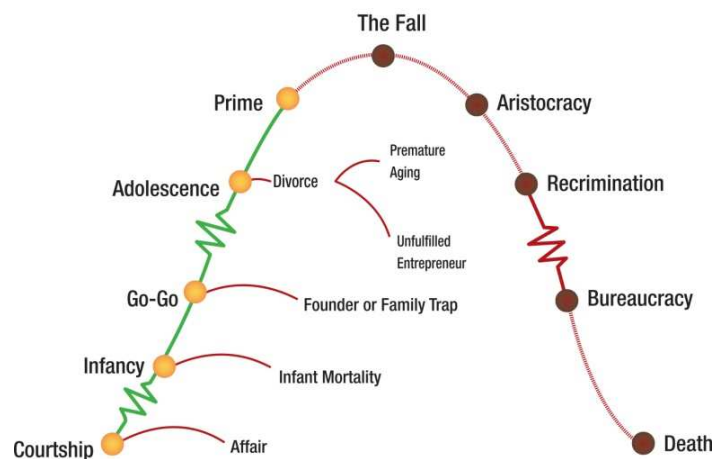 The Fall
Prime
Aristocracy
Premature
Aging
Adolescence
Divorce
Recrimination
Unfulfilled
Entrepreneur
Go-Go
Founder or Family Trap
Bureaucracy
Infancy
Infant Mortality
Courtship
Affair
Death